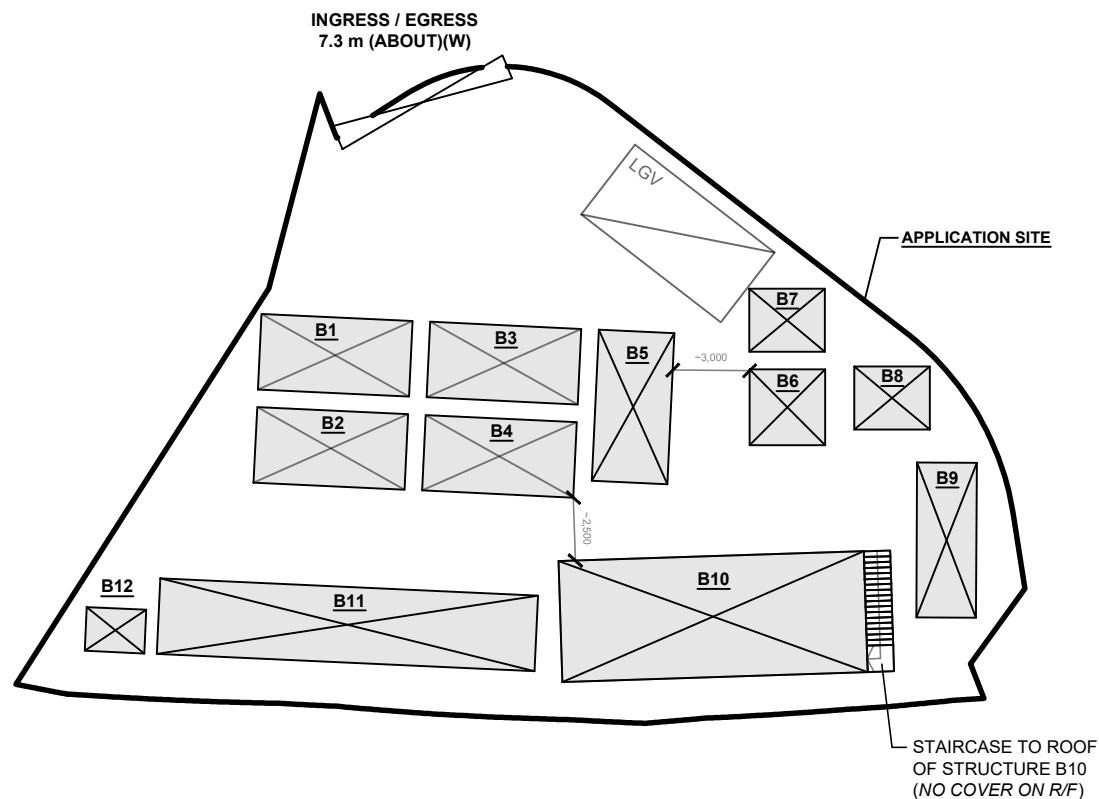 INGRESS / EGRESS
7.3 m (ABOUT)(W)
LGV
APPLICATION SITE
B7
B1
B3
B5
~3,000
B6
B8
B2
B4
B9
~2,500
B10
B12
B11
STAIRCASE TO ROOF
OF STRUCTURE B10
(NO COVER ON R/F)